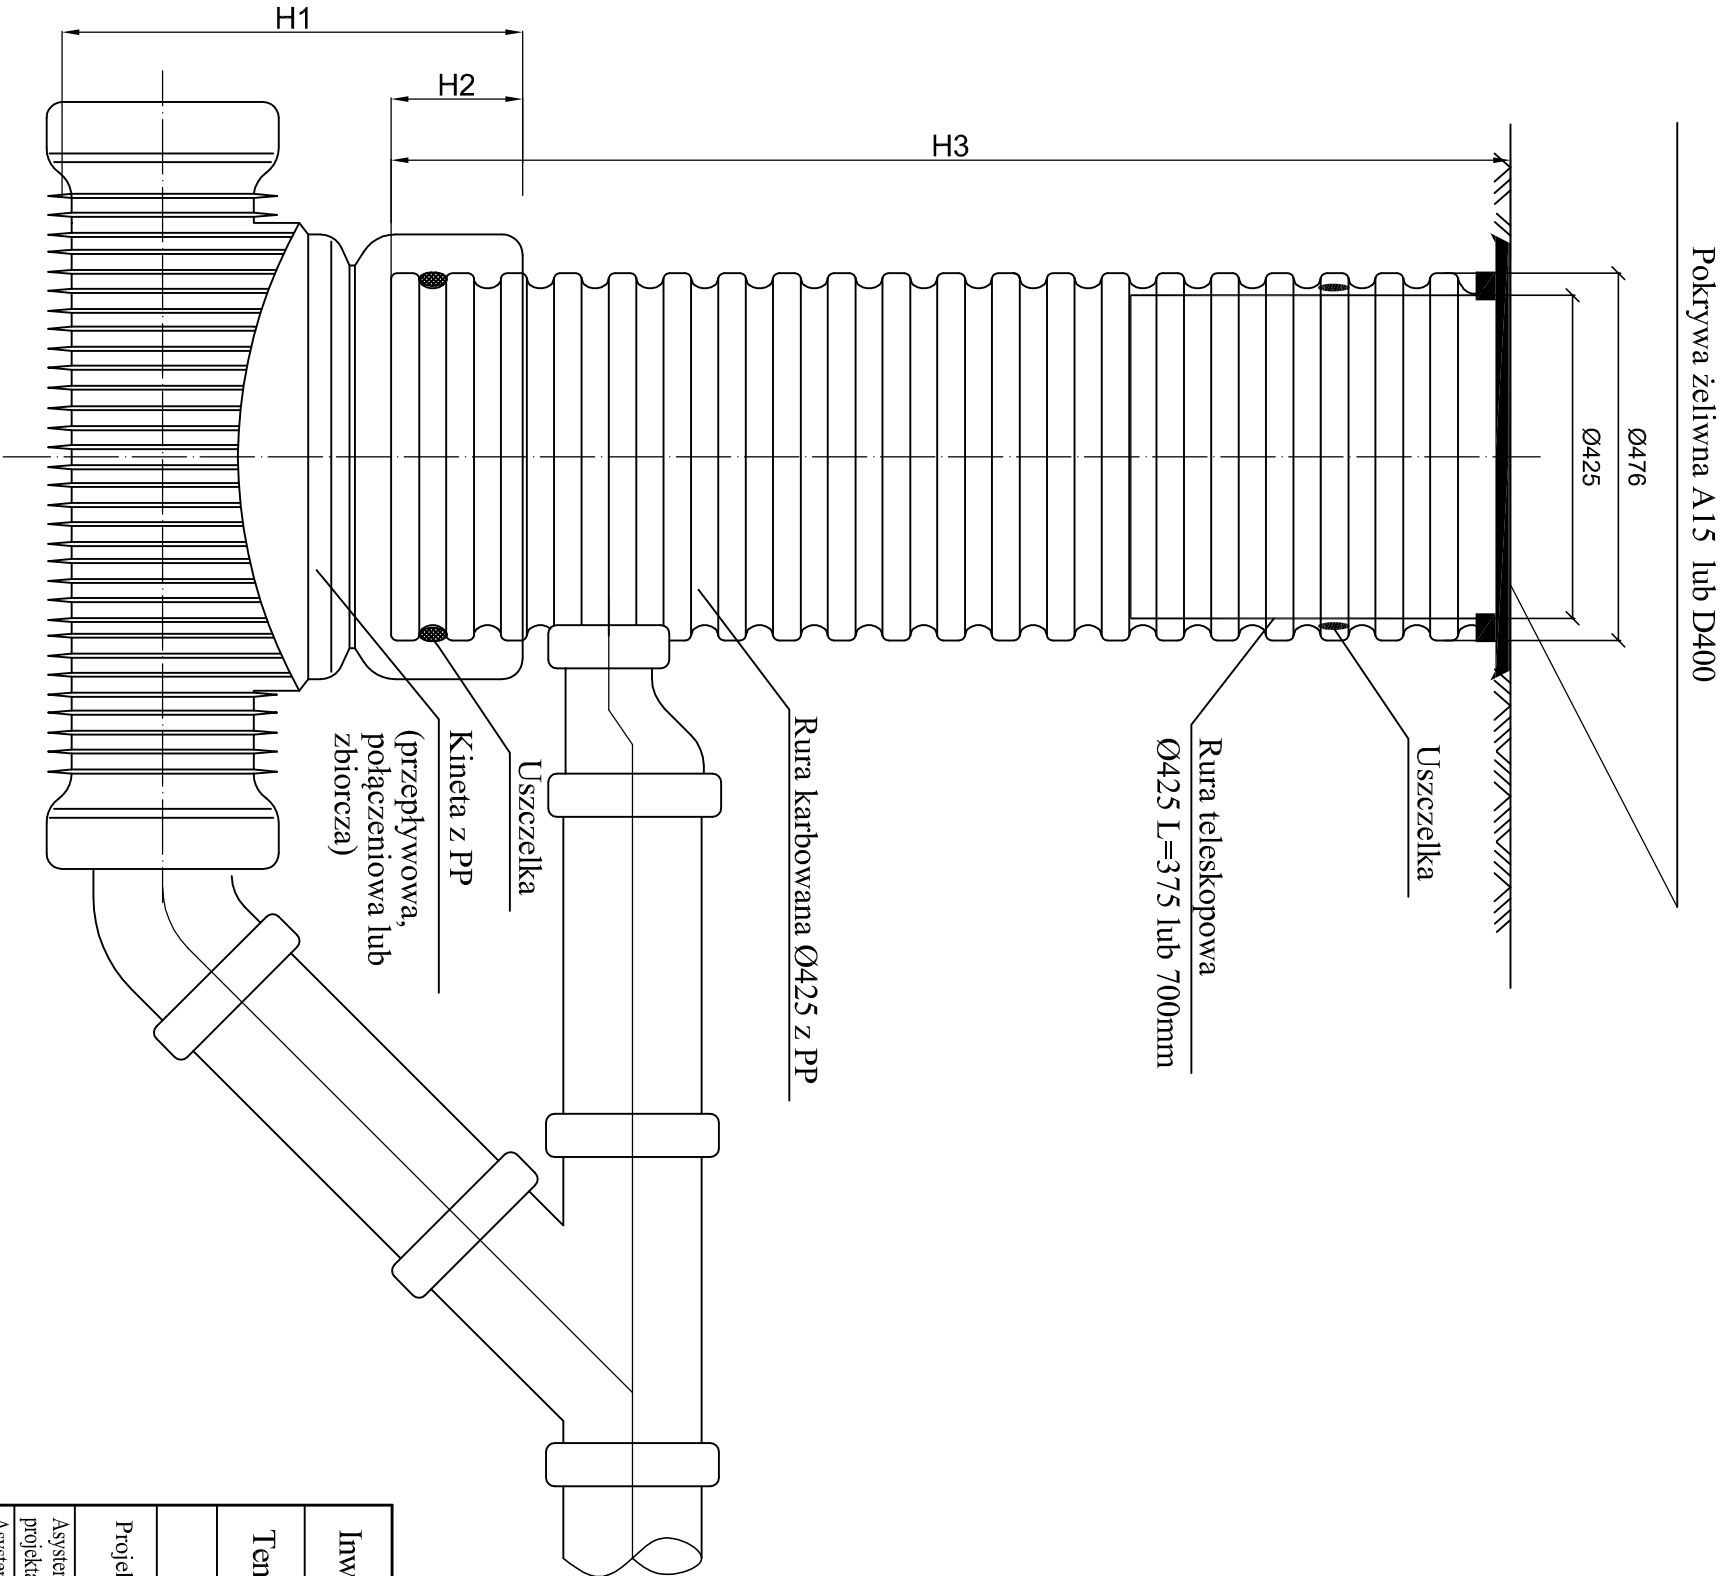 Pokrywa żeliwna A15 lub D400
Ø476
Ø425
Uszczelka
Rura teleskopowa
Ø425 L=375 lub 700mm
H3
Rura karbowana Ø425 z PP
Uszczelka
H2
Kineta z PP
(przepływowa,
połączeniowa lub
zbiorcza)
H1